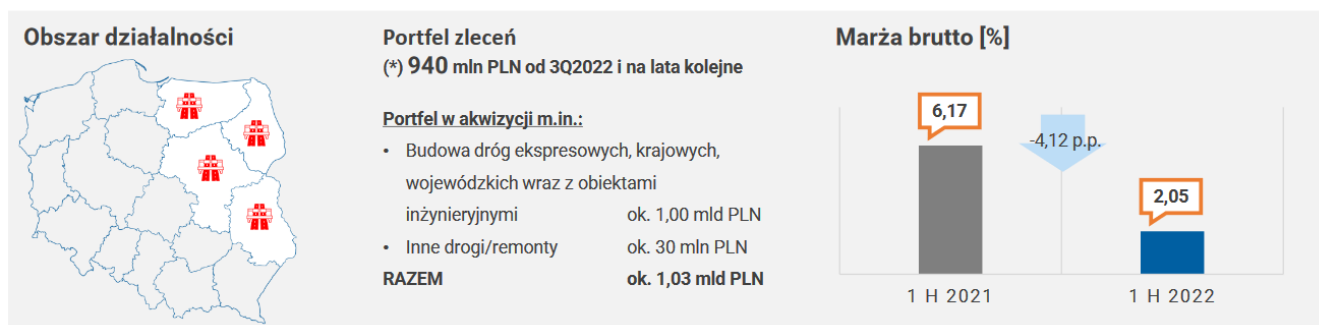 Obszar działalności
Portfel zleceń
(*) 940 mln PLN od 3Q2022 i na lata kolejne
Portfel w akwizycji m.in.:
• Budowa dróg ekspresowych, krajowych,
wojewódzkich wraz z obiektami
inżynieryjnymi ok. 1,00 mld PLN
• Inne drogi/remonty ok. 30 mln PLN
RAZEM ok. 1,03 mld PLN
Marża brutto [%]
6,17
-4,12 p.p.
2,05
1 H 2021
1 H 2022